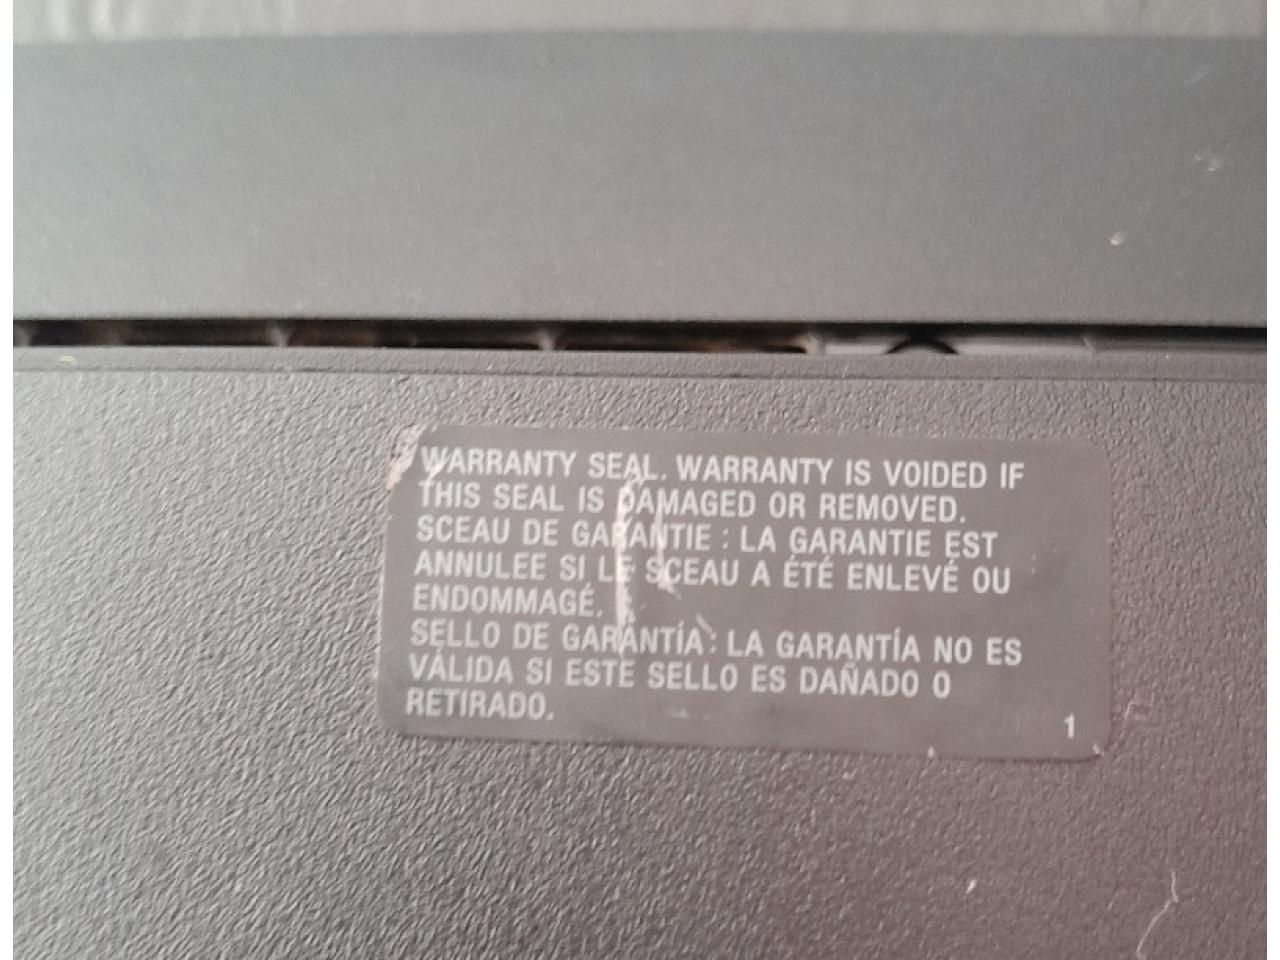 WARRANTY SEAL. WARRANTY IS VOIDED IF
THIS SEAL IS DAMAGED OR REMOVED.
SCEAU DE GARANTIE : LA GARANTIE EST
ANNULEE SI LE SCEAU A ÉTÉ ENLEVÉ OU
ENDOMMAGÉ.
SELLO DE GARANTÍA: LA GARANTÍA NO ES
VÁLIDA SI ESTE SELLO ES DAÑADO O
RETIRADO.
1